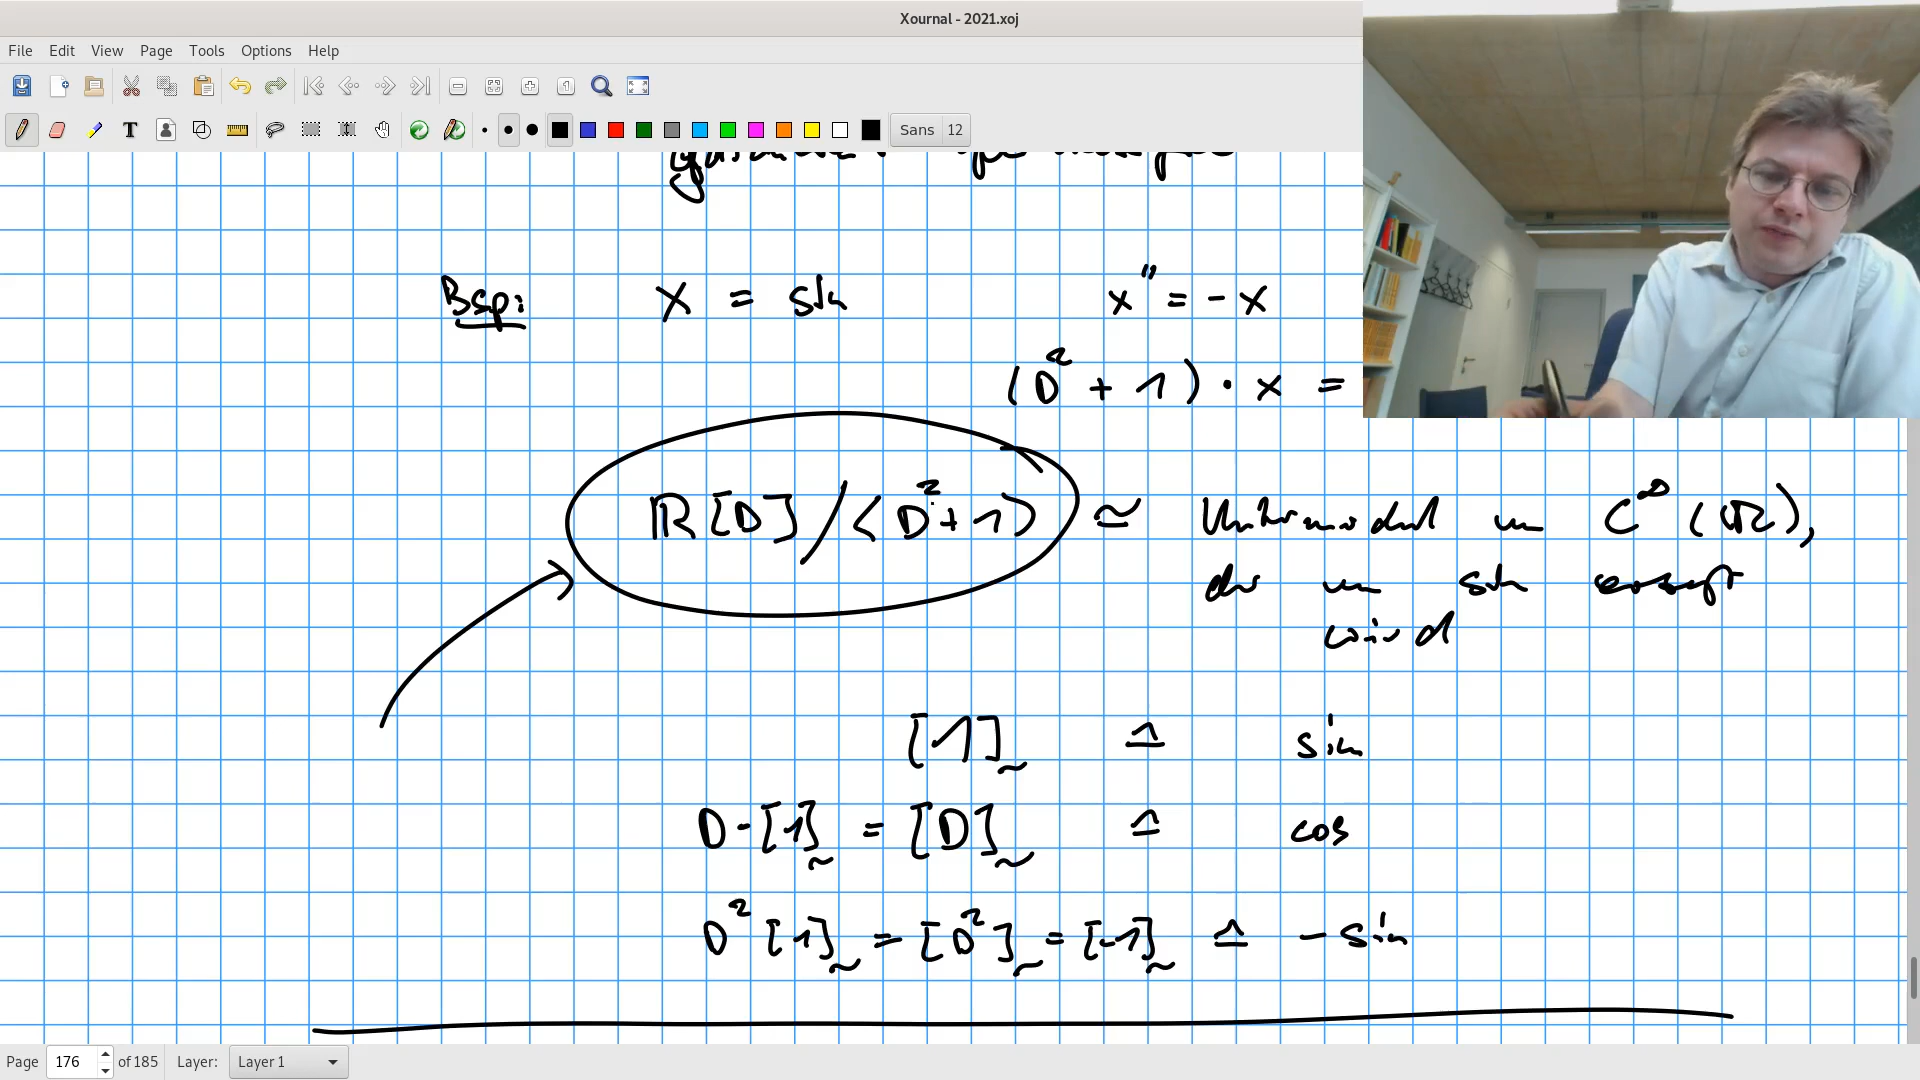 Xournal - 2021.xoj
File Edit View Page Tools Options Help
Sans 12
Bsp: x = sin x'' = - x
(D² + 1) · x =
ℝ[D]/(D²+1) ≃ Untermodul von C^∞(ℝ),
der von sin erzeugt
wird
[1]~ ≙ sin
D·[1]~ = [D]~ ≙ cos
D²[1]~ = [D²]~ = [-1]~ ≙ - sin
Page 176 of 185 Layer: Layer 1